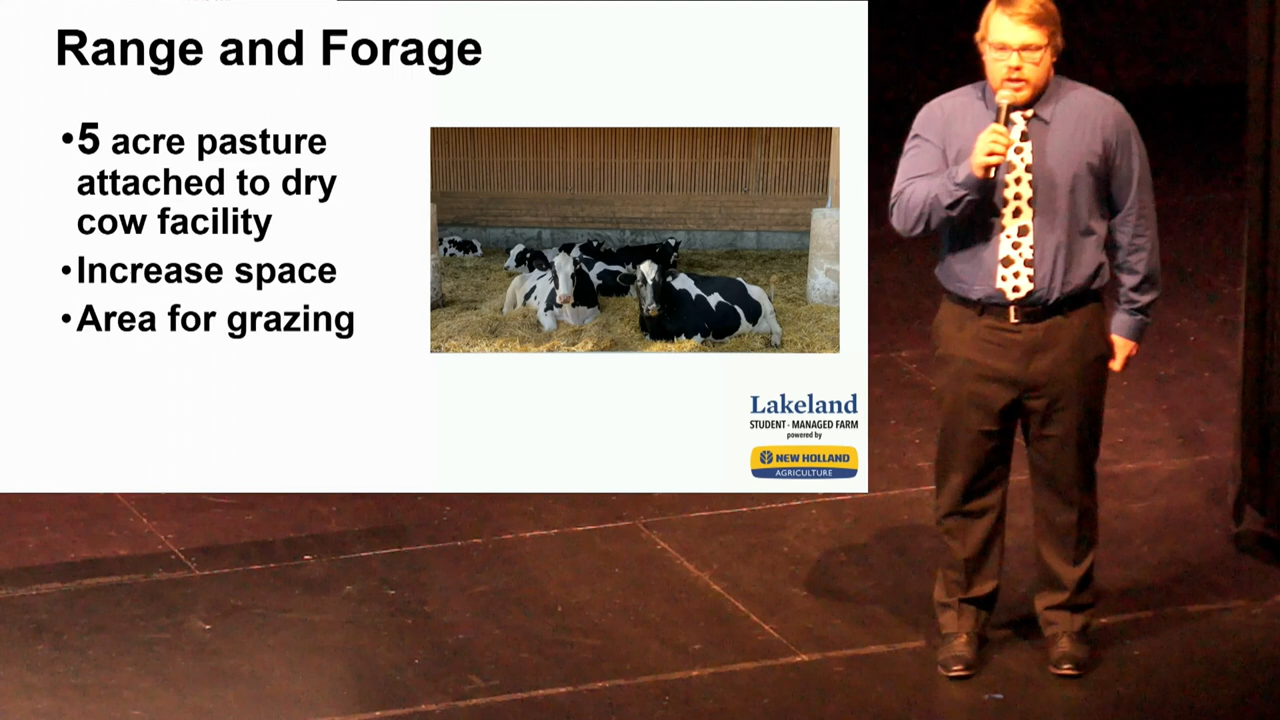 Range and Forage
•5 acre pasture
attached to dry
cow facility
•Increase space
•Area for grazing
Lakeland
STUDENT-MANAGED FARM
powered by
NEW HOLLAND
AGRICULTURE